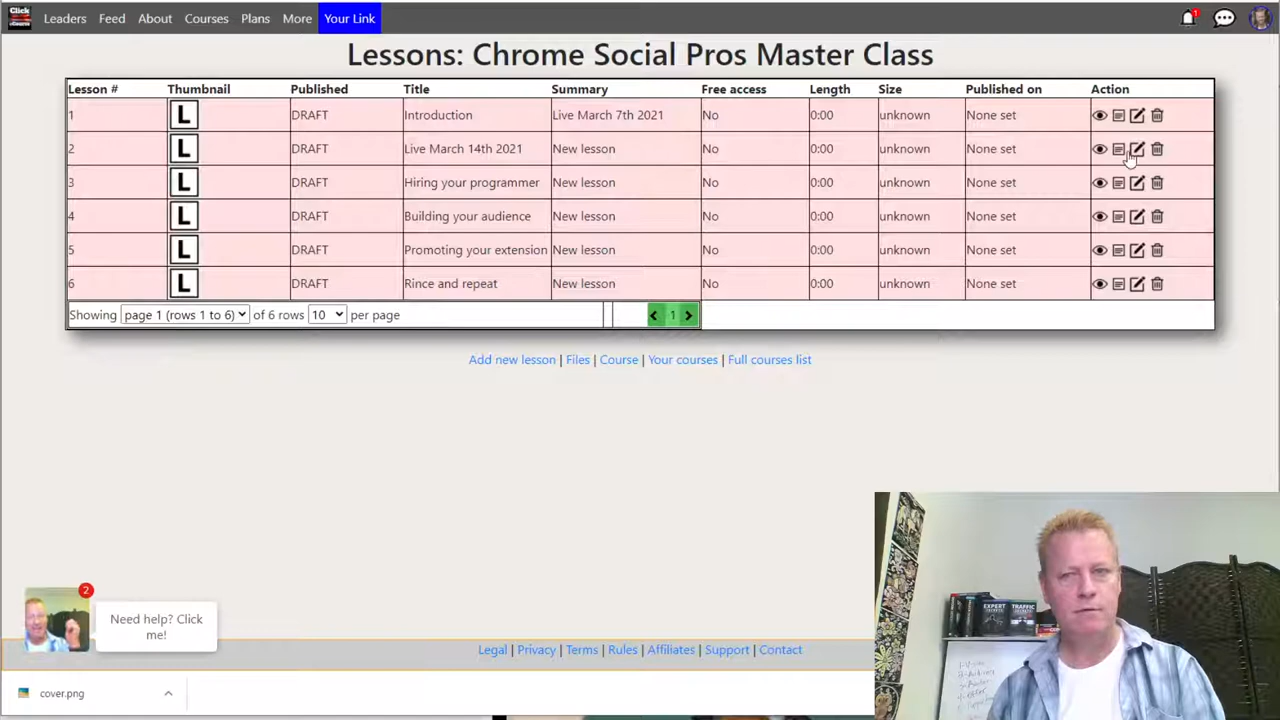 Click
eCourse
Leaders Feed About Courses Plans More Your Link
1
Lessons: Chrome Social Pros Master Class
Lesson # Thumbnail Published Title Summary Free access Length Size Published on Action
1 L DRAFT Introduction Live March 7th 2021 No 0:00 unknown None set
2 L DRAFT Live March 14th 2021 New lesson No 0:00 unknown None set
3 L DRAFT Hiring your programmer New lesson No 0:00 unknown None set
4 L DRAFT Building your audience New lesson No 0:00 unknown None set
5 L DRAFT Promoting your extension New lesson No 0:00 unknown None set
6 L DRAFT Rince and repeat New lesson No 0:00 unknown None set
Showing page 1 (rows 1 to 6) of 6 rows 10 per page < 1 >
Add new lesson | Files | Course | Your courses | Full courses list
2
Need help? Click
me!
EXPERT
SECRETS
TRAFFIC
SECRETS
Legal | Privacy | Terms | Rules | Affiliates | Support | Contact
cover.png